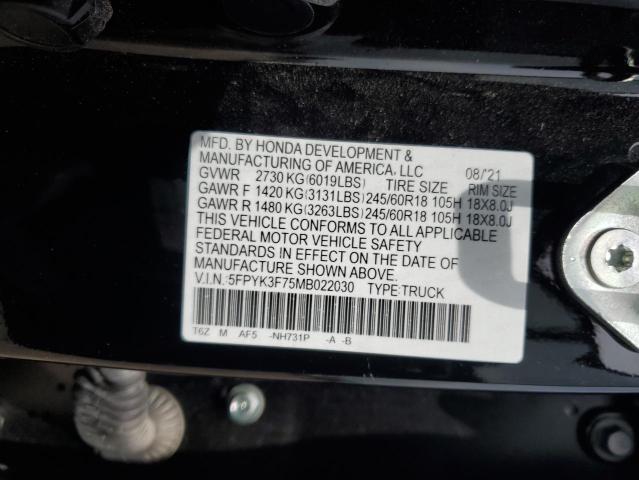 MFD. BY HONDA DEVELOPMENT &
MANUFACTURING OF AMERICA, LLC 08/'21
GVWR 2730 KG (6019LBS) TIRE SIZE RIM SIZE
GAWR F 1420 KG (3131LBS) 245/60R18 105H 18X8.0J
GAWR R 1480 KG (3263LBS) 245/60R18 105H 18X8.0J
THIS VEHICLE CONFORMS TO ALL APPLICABLE
FEDERAL MOTOR VEHICLE SAFETY
STANDARDS IN EFFECT ON THE DATE OF
MANUFACTURE SHOWN ABOVE.
V.I.N.:5FPYK3F75MB022030 TYPE:TRUCK
T6Z M AF5 -NH731P -A -B